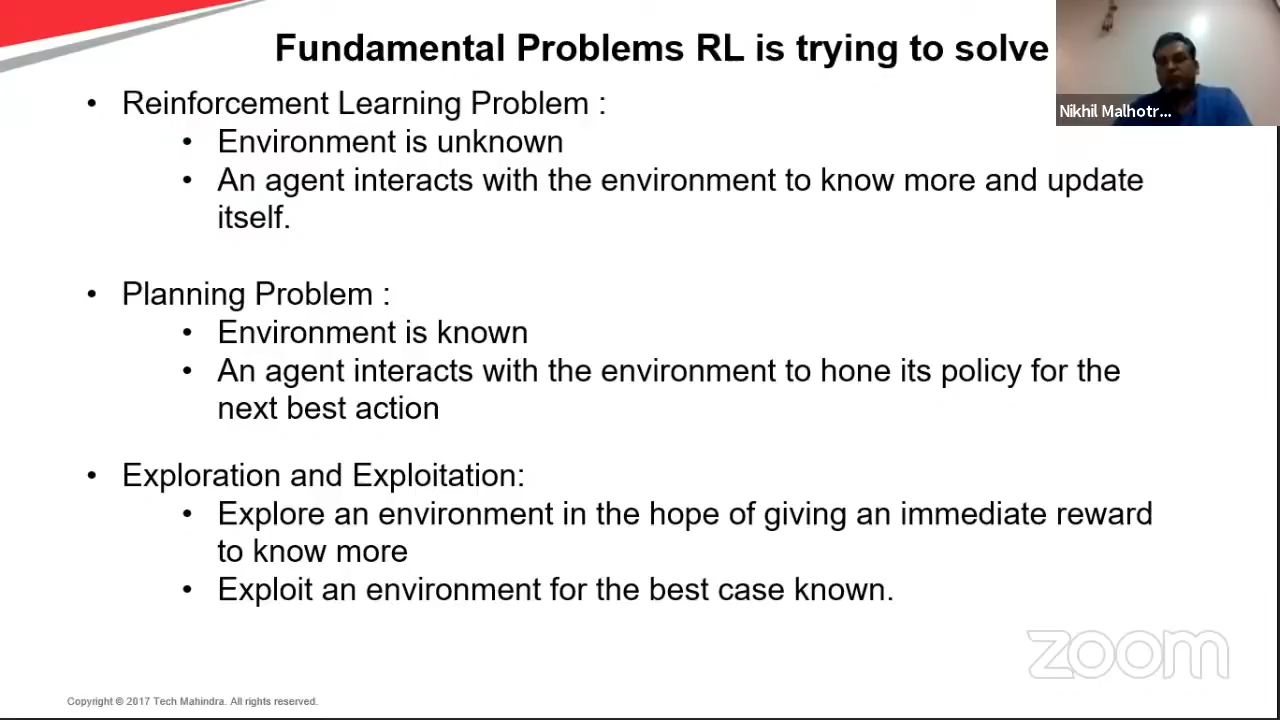 Fundamental Problems RL is trying to solve
Nikhil Malhotr...
• Reinforcement Learning Problem :
• Environment is unknown
• An agent interacts with the environment to know more and update
itself.
• Planning Problem :
• Environment is known
• An agent interacts with the environment to hone its policy for the
next best action
• Exploration and Exploitation:
• Explore an environment in the hope of giving an immediate reward
to know more
• Exploit an environment for the best case known.
zoom
Copyright © 2017 Tech Mahindra. All rights reserved.